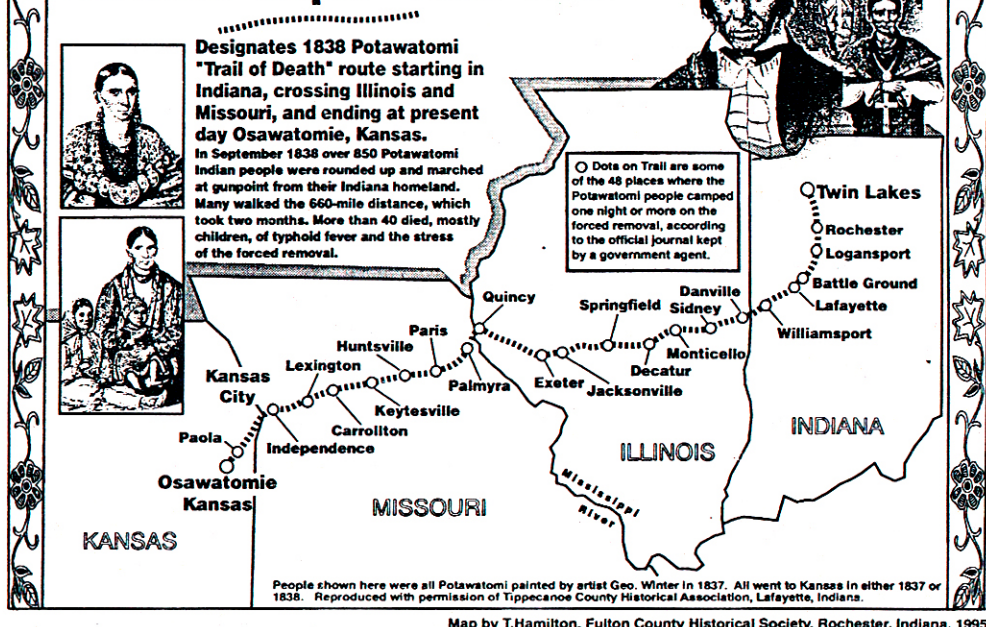 Designates 1838 Potawatomi
"Trail of Death" route starting in
Indiana, crossing Illinois and
Missouri, and ending at present
day Osawatomie, Kansas.
In September 1838 over 850 Potawatomi
Indian people were rounded up and marched
at gunpoint from their Indiana homeland.
Many walked the 660-mile distance, which
took two months. More than 40 died, mostly
children, of typhoid fever and the stress
of the forced removal.
Dots on Trail are some
of the 48 places where the
Potawatomi people camped
one night or more on the
forced removal, according
to the official journal kept
by a government agent.
Twin Lakes
Rochester
Logansport
Battle Ground
Lafayette
Williamsport
Danville
Sidney
Monticello
Springfield
Decatur
Jacksonville
Exeter
Quincy
Palmyra
Paris
Huntsville
Keytesville
Lexington
Carrollton
Kansas
City
Independence
Paola
Osawatomie
Kansas
KANSAS
MISSOURI
ILLINOIS
INDIANA
Mississippi
River
People shown here were all Potawatomi painted by artist Geo. Winter in 1837. All went to Kansas in either 1837 or
1838. Reproduced with permission of Tippecanoe County Historical Association, Lafayette, Indiana.
Map by T.Hamilton, Fulton County Historical Society, Rochester, Indiana, 1995